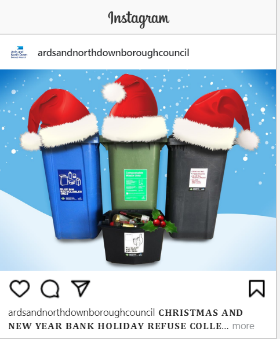 Instagram
ardsandnorthdownboroughcouncil
ardsandnorthdownboroughcouncil CHRISTMAS AND
NEW YEAR BANK HOLIDAY REFUSE COLLE... more